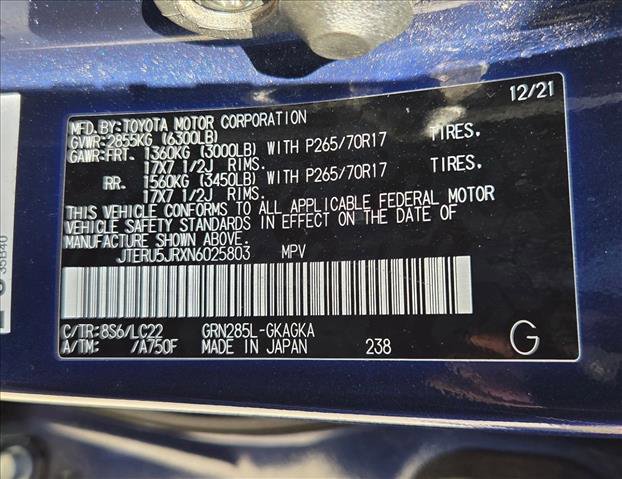 12/21
MFD.BY:TOYOTA MOTOR CORPORATION
GVWR:2855KG (6300LB)
GAWR:FRT. 1360KG (3000LB) WITH P265/70R17 TIRES.
17X7 1/2J RIMS.
RR. 1560KG (3450LB) WITH P265/70R17 TIRES.
17X7 1/2J RIMS.
THIS VEHICLE CONFORMS TO ALL APPLICABLE FEDERAL MOTOR
VEHICLE SAFETY STANDARDS IN EFFECT ON THE DATE OF
MANUFACTURE SHOWN ABOVE.
JTERU5JRXN6025803 MPV
C/TR:8S6/LC22 GRN285L-GKAGKA
A/TM: /A750F MADE IN JAPAN 238 G
35B40